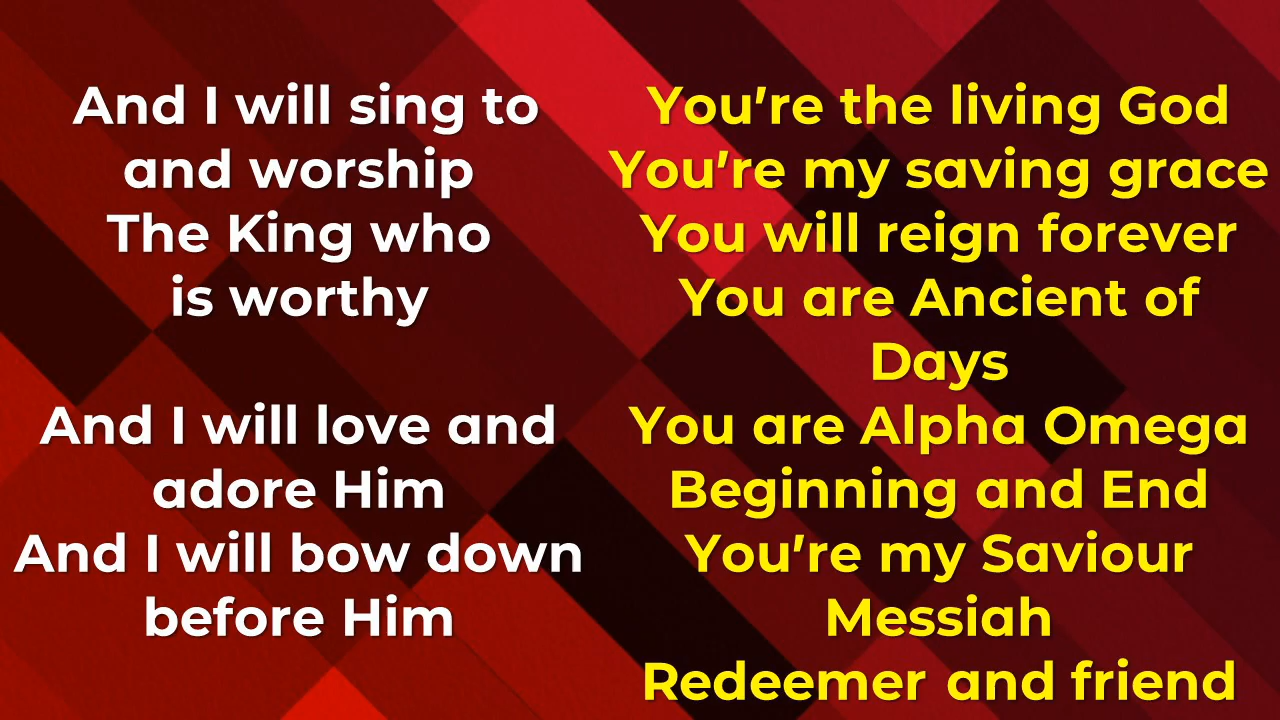 And I will sing to
and worship
The King who
is worthy
And I will love and
adore Him
And I will bow down
before Him
You're the living God
You're my saving grace
You will reign forever
You are Ancient of
Days
You are Alpha Omega
Beginning and End
You're my Saviour
Messiah
Redeemer and friend